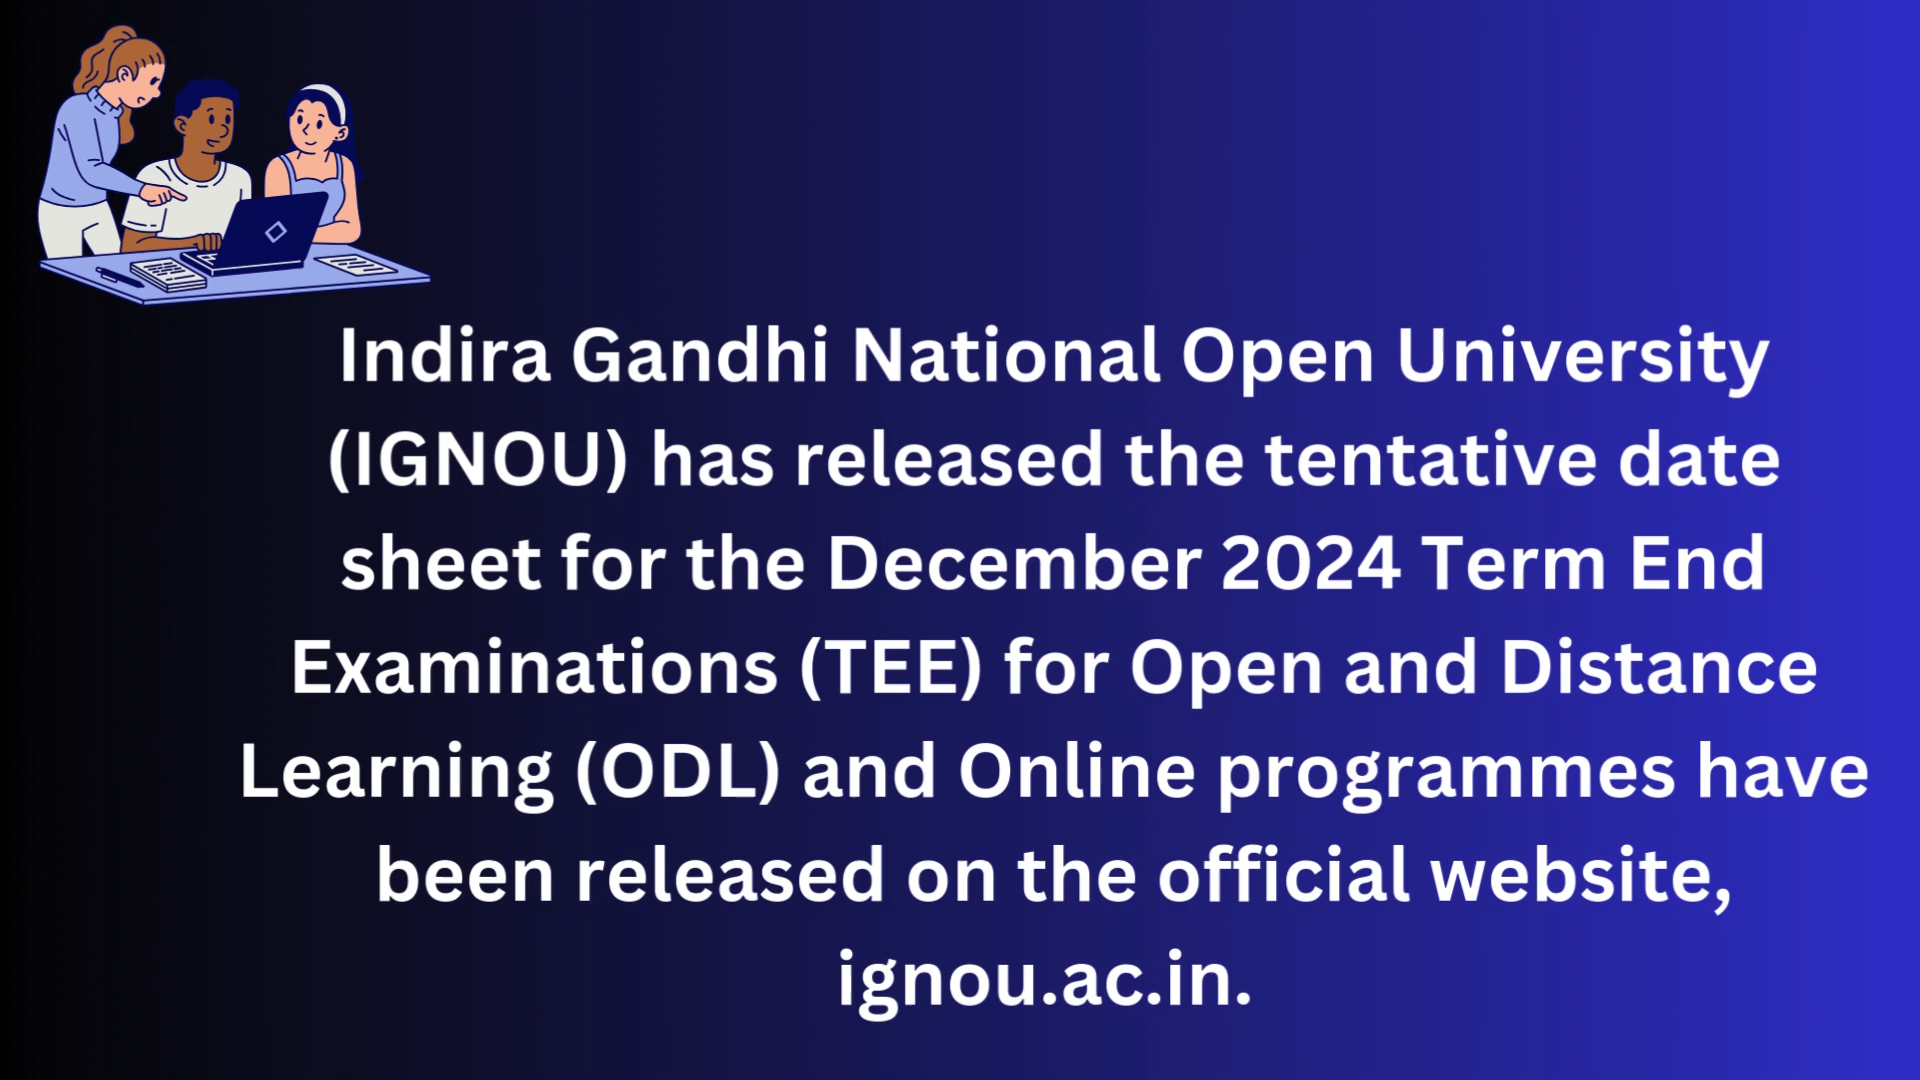 Indira Gandhi National Open University
(IGNOU) has released the tentative date
sheet for the December 2024 Term End
Examinations (TEE) for Open and Distance
Learning (ODL) and Online programmes have
been released on the official website,
ignou.ac.in.